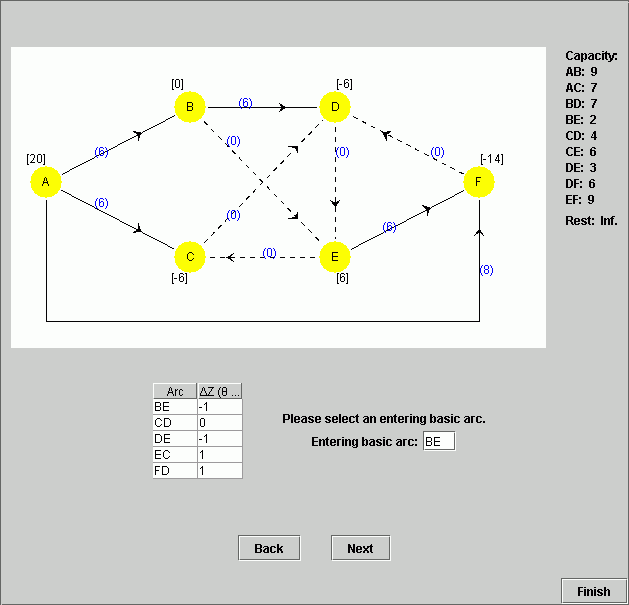 [0]
[-6]
B
(6)
D
(0)
(6)
(0)
(0)
[20]
[-14]
A
F
(6)
(0)
(6)
C
(0)
E
[-6]
[6]
(8)
Capacity:
AB: 9
AC: 7
BD: 7
BE: 2
CD: 4
CE: 6
DE: 3
DF: 6
EF: 9
Rest: Inf.
Arc ΔZ (θ ...
BE -1
CD 0
DE -1
EC 1
FD 1
Please select an entering basic arc.
Entering basic arc: BE
Back Next
Finish